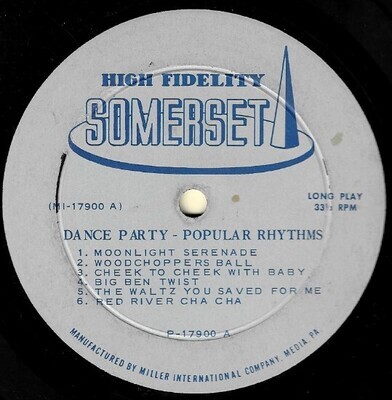 HIGH FIDELITY
SOMERSET
(MI-17900 A)
LONG PLAY
33⅓ RPM
DANCE PARTY - POPULAR RHYTHMS
1. MOONLIGHT SERENADE
2. WOODCHOPPERS BALL
3. CHEEK TO CHEEK WITH BABY
4. BIG BEN TWIST
5. THE WALTZ YOU SAVED FOR ME
6. RED RIVER CHA CHA
P-17900 A
MANUFACTURED BY MILLER INTERNATIONAL COMPANY, MEDIA, PA.